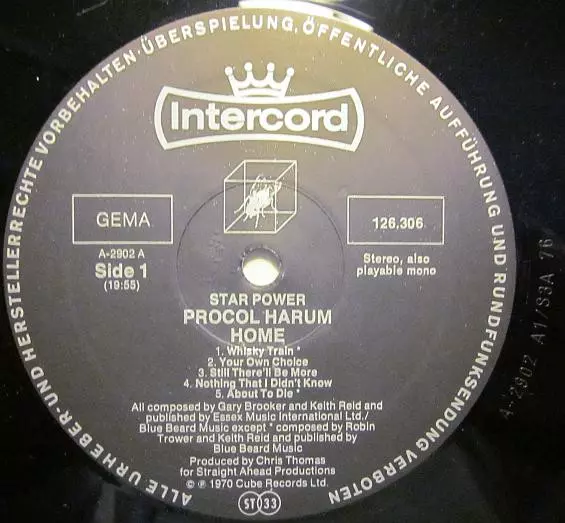 ALLE URHEBER- UND HERSTELLERRECHTE VORBEHALTEN · ÜBERSPIELUNG, ÖFFENTLICHE AUFFÜHRUNG UND RUNDFUNKSENDUNG VERBOTEN
Intercord
GEMA
126,306
A-2902 A
Side 1
(19:55)
Stereo, also
playable mono
STAR POWER
PROCOL HARUM
HOME
1. Whisky Train *
2. Your Own Choice
3. Still There'll Be More
4. Nothing That I Didn't Know
5. About To Die *
All composed by Gary Brooker and Keith Reid and
published by Essex Music International Ltd./
Blue Beard Music except * composed by Robin
Trower and Keith Reid and published by
Blue Beard Music
Produced by Chris Thomas
for Straight Ahead Productions
© ℗ 1970 Cube Records Ltd.
ST 33
A-2902 A1/S3A 76